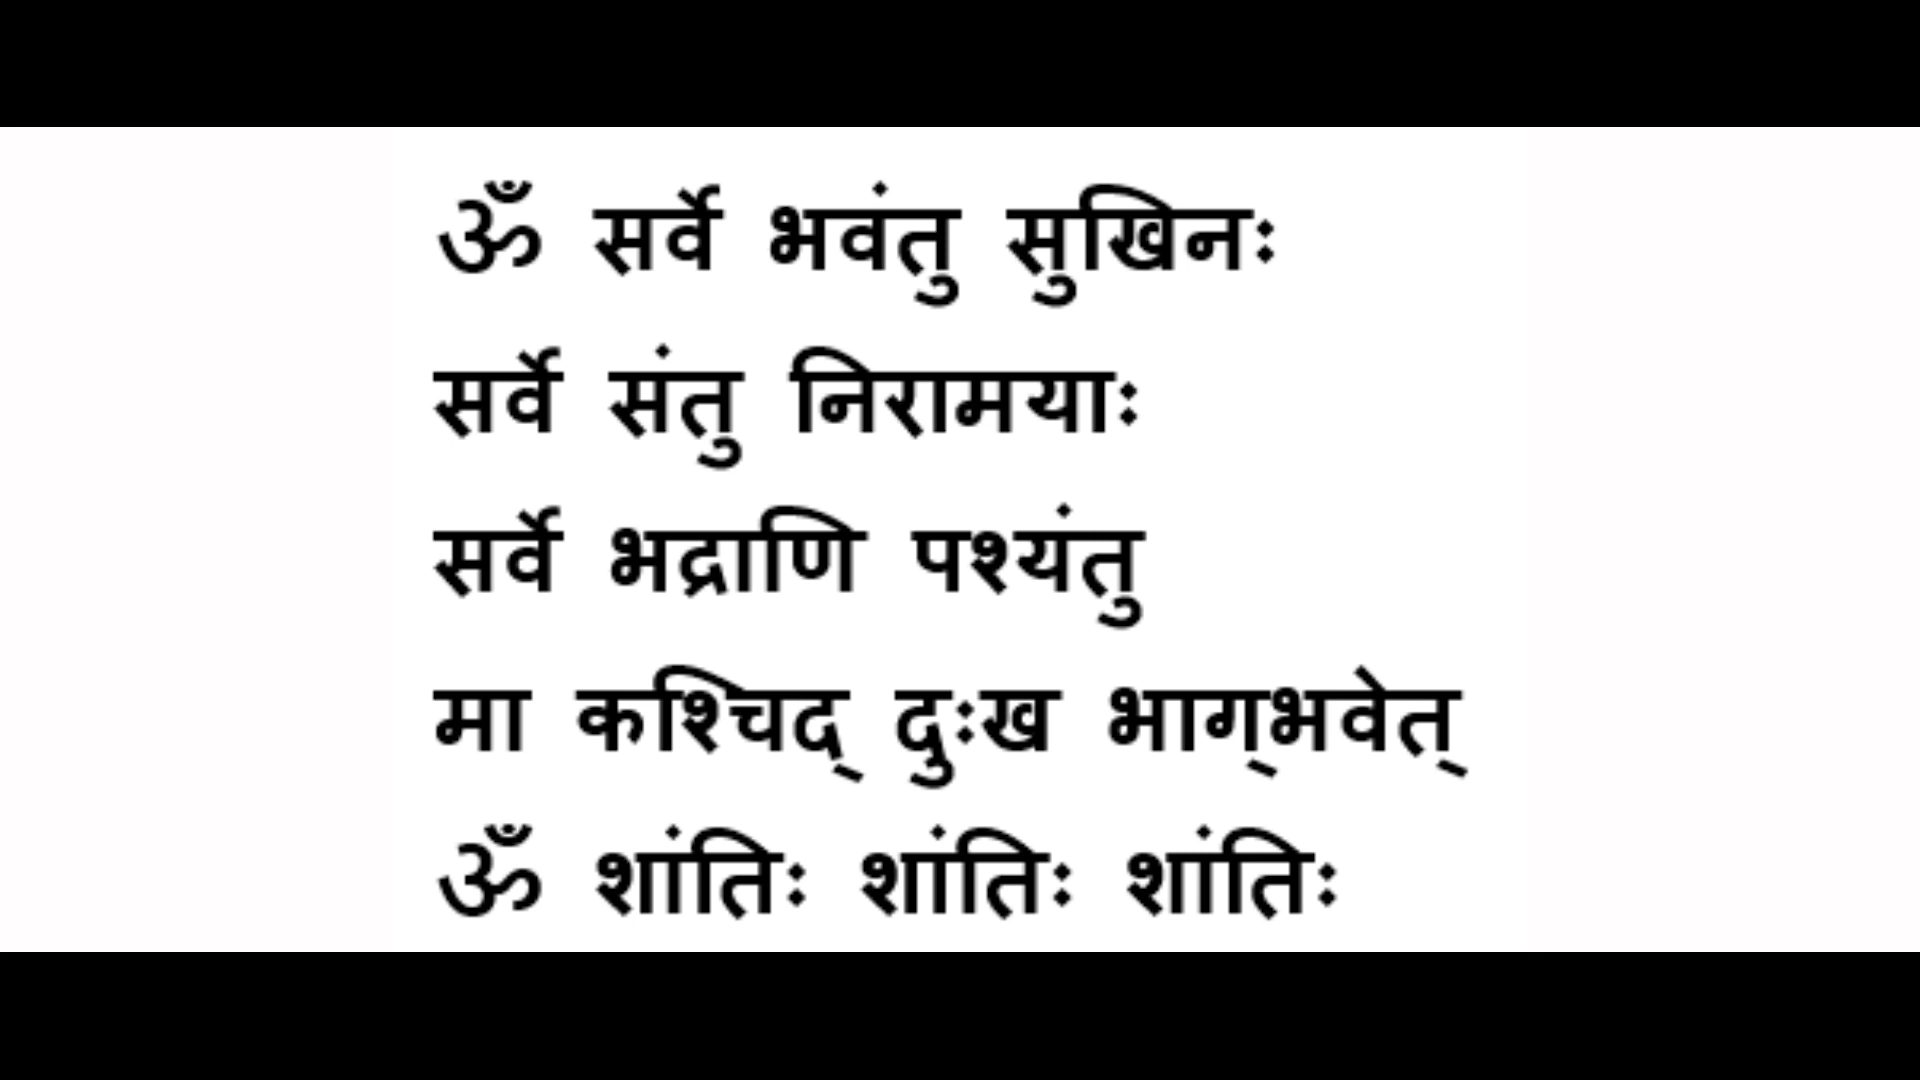 ॐ सर्वे भवंतु सुखिनः
सर्वे संतु निरामयाः
सर्वे भद्राणि पश्यंतु
मा कश्चिद् दुःख भाग्‌भवेत्
ॐ शांतिः शांतिः शांतिः